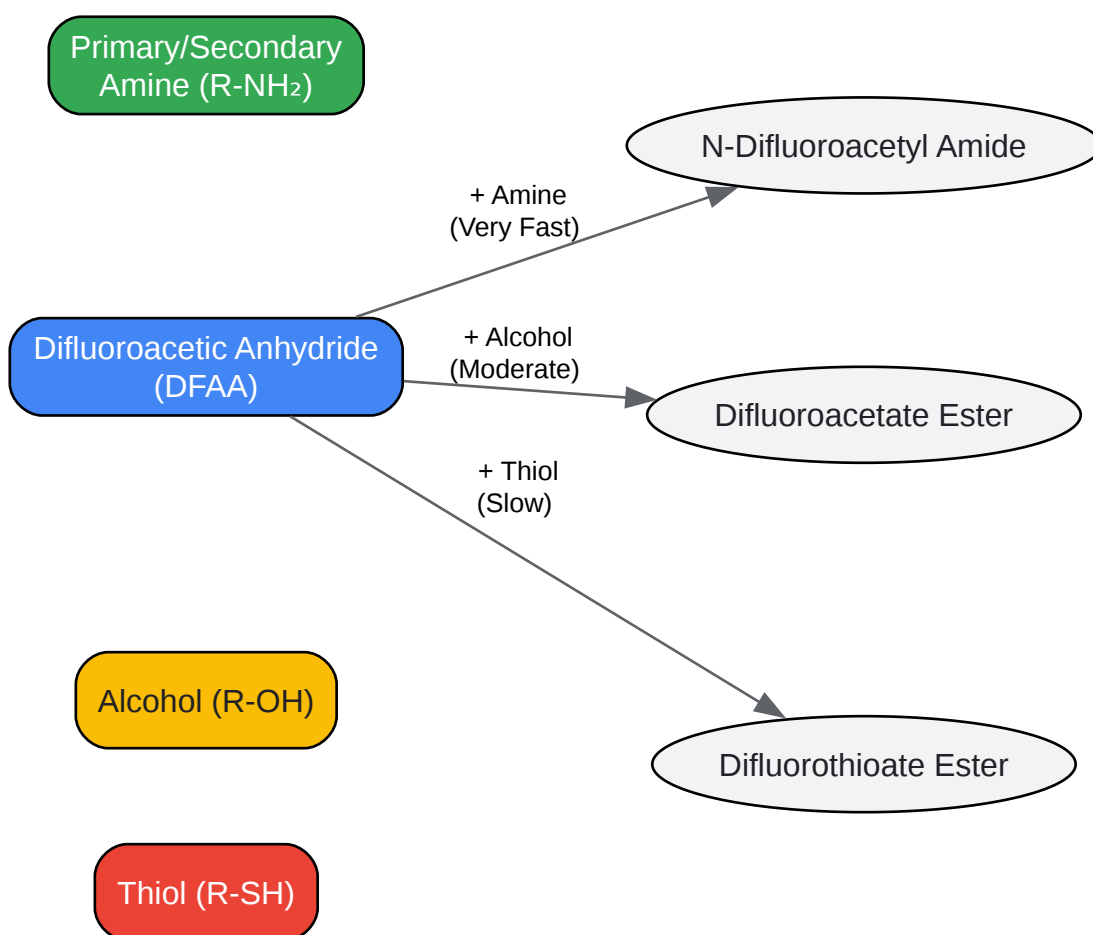 Primary/Secondary
Amine (R-NH₂)
N-Difluoroacetyl Amide
+ Amine
(Very Fast)
Difluoroacetic Anhydride
(DFAA)
+ Alcohol
(Moderate)
Difluoroacetate Ester
+ Thiol
(Slow)
Alcohol (R-OH)
Difluorothioate Ester
Thiol (R-SH)